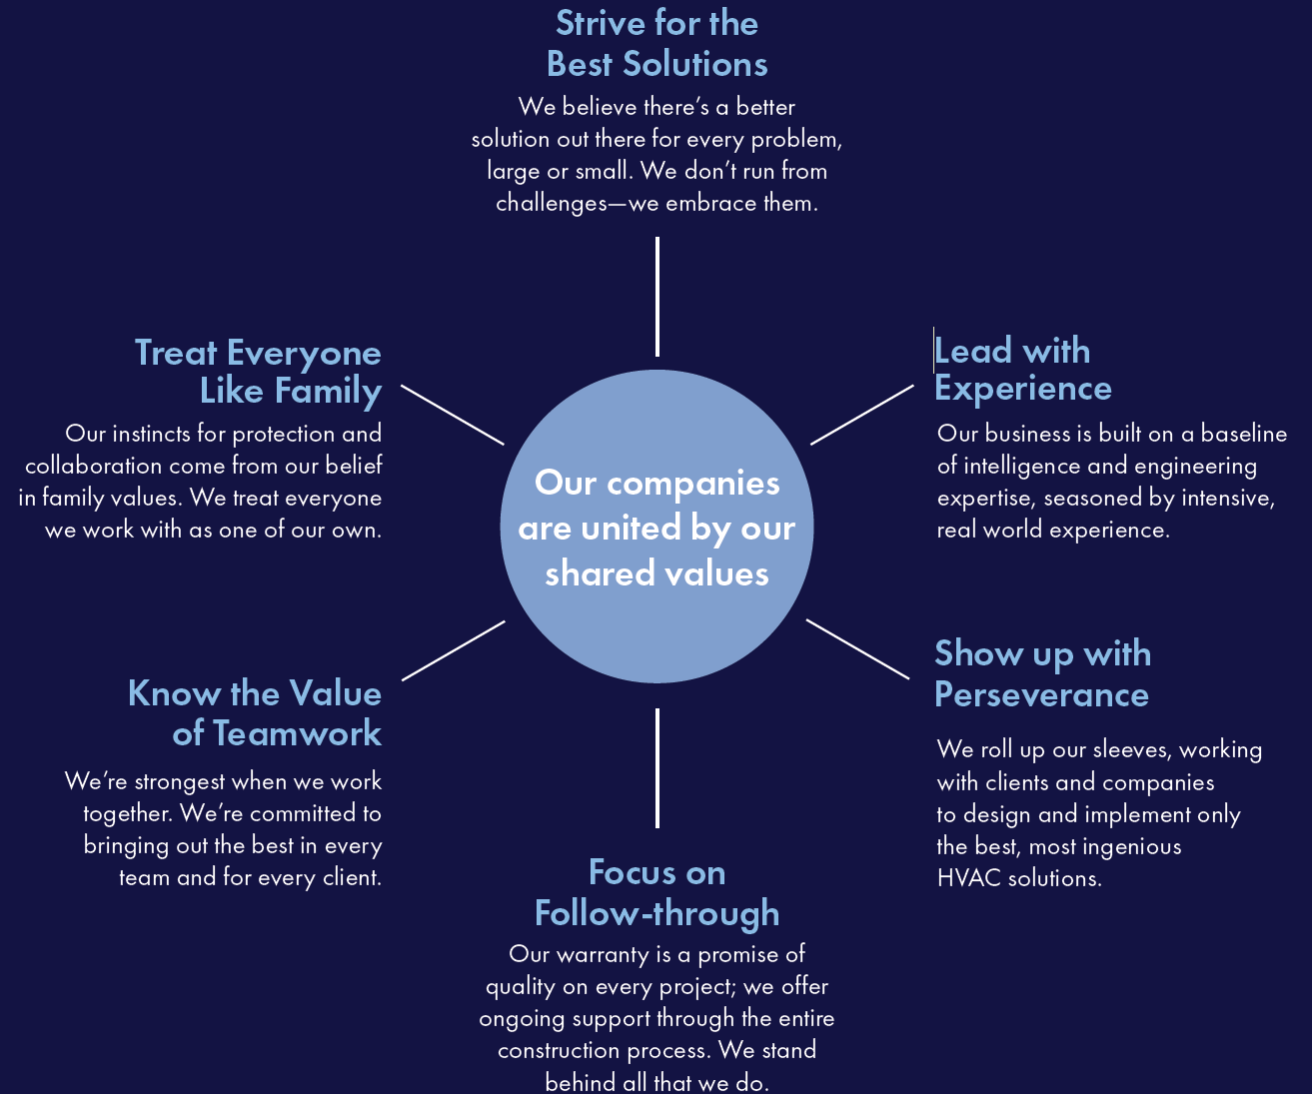 Strive for the
Best Solutions
We believe there’s a better
solution out there for every problem,
large or small. We don’t run from
challenges—we embrace them.
Treat Everyone
Like Family
Our instincts for protection and
collaboration come from our belief
in family values. We treat everyone
we work with as one of our own.
Our companies
are united by our
shared values
Lead with
Experience
Our business is built on a baseline
of intelligence and engineering
expertise, seasoned by intensive,
real world experience.
Know the Value
of Teamwork
We’re strongest when we work
together. We’re committed to
bringing out the best in every
team and for every client.
Show up with
Perseverance
We roll up our sleeves, working
with clients and companies
to design and implement only
the best, most ingenious
HVAC solutions.
Focus on
Follow-through
Our warranty is a promise of
quality on every project; we offer
ongoing support through the entire
construction process. We stand
behind all that we do.